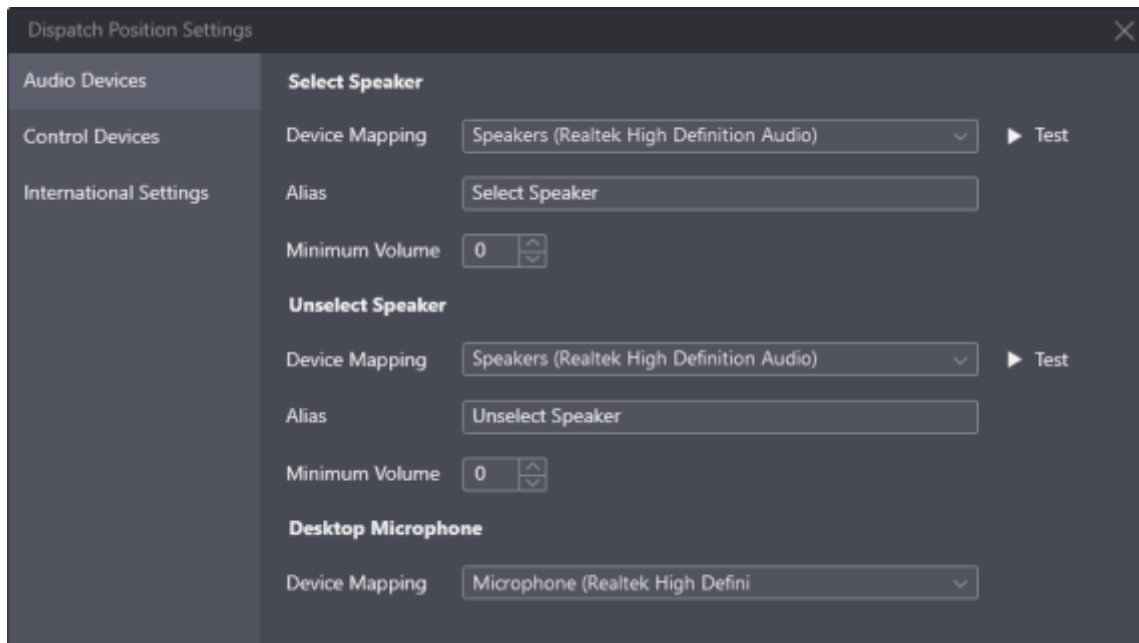 Dispatch Position Settings
Audio Devices
Control Devices
International Settings
Select Speaker
Device Mapping Speakers (Realtek High Definition Audio) Test
Alias Select Speaker
Minimum Volume 0
Unselect Speaker
Device Mapping Speakers (Realtek High Definition Audio) Test
Alias Unselect Speaker
Minimum Volume 0
Desktop Microphone
Device Mapping Microphone (Realtek High Defini